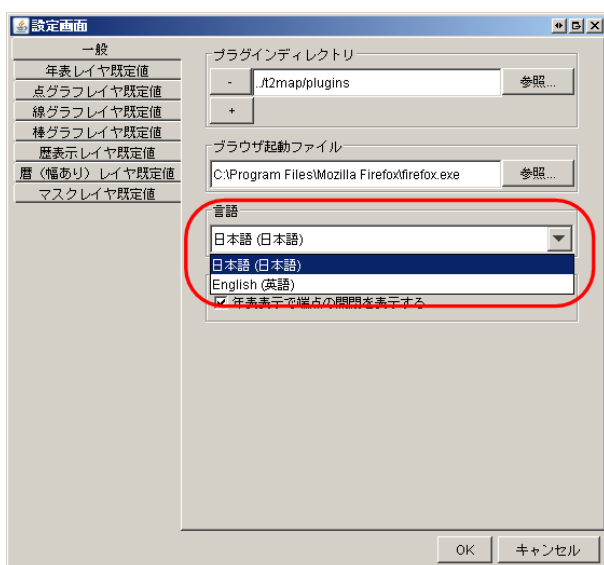 設定画面
一般
年表レイヤ既定値
点グラフレイヤ既定値
線グラフレイヤ既定値
棒グラフレイヤ既定値
歴表示レイヤ既定値
暦（幅あり）レイヤ既定値
マスクレイヤ既定値
プラグインディレクトリ
- ../t2map/plugins 参照...
+
ブラウザ起動ファイル
C:\Program Files\Mozilla Firefox\firefox.exe 参照...
言語
日本語 (日本語)
日本語 (日本語)
English (英語)
年表表示で端点の開閉を表示する
OK キャンセル